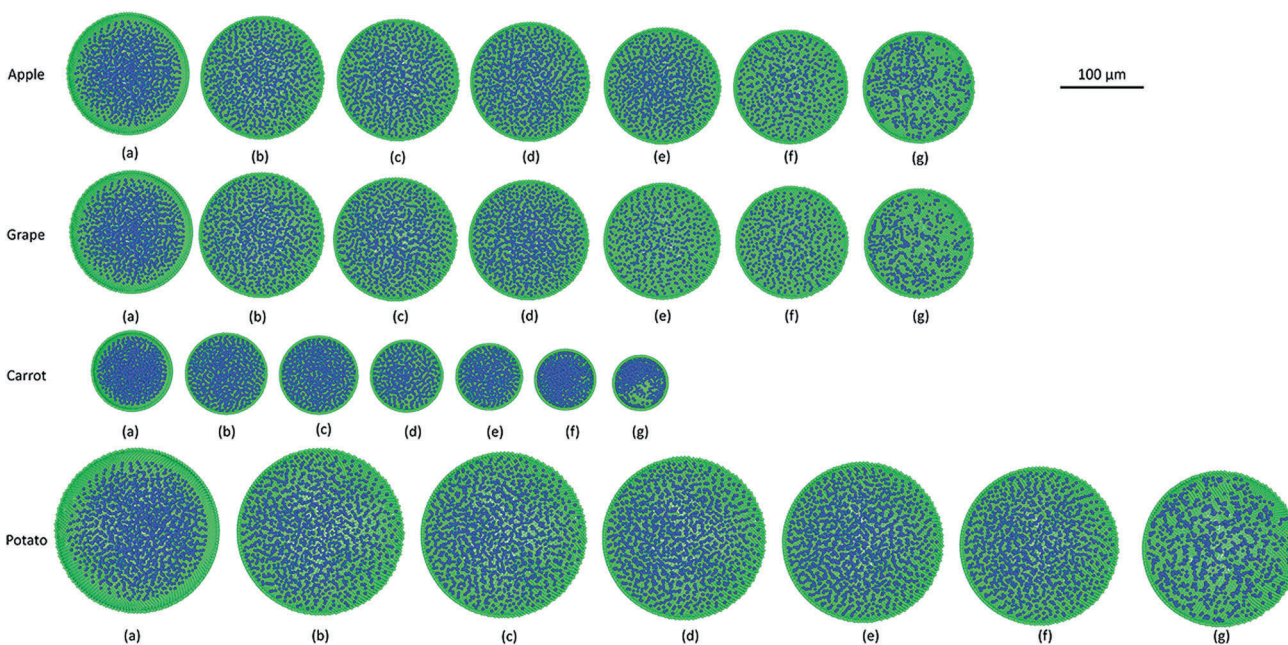 Apple
100 μm
(a) (b) (c) (d) (e) (f) (g)
Grape
(a) (b) (c) (d) (e) (f) (g)
Carrot
(a) (b) (c) (d) (e) (f) (g)
Potato
(a) (b) (c) (d) (e) (f) (g)